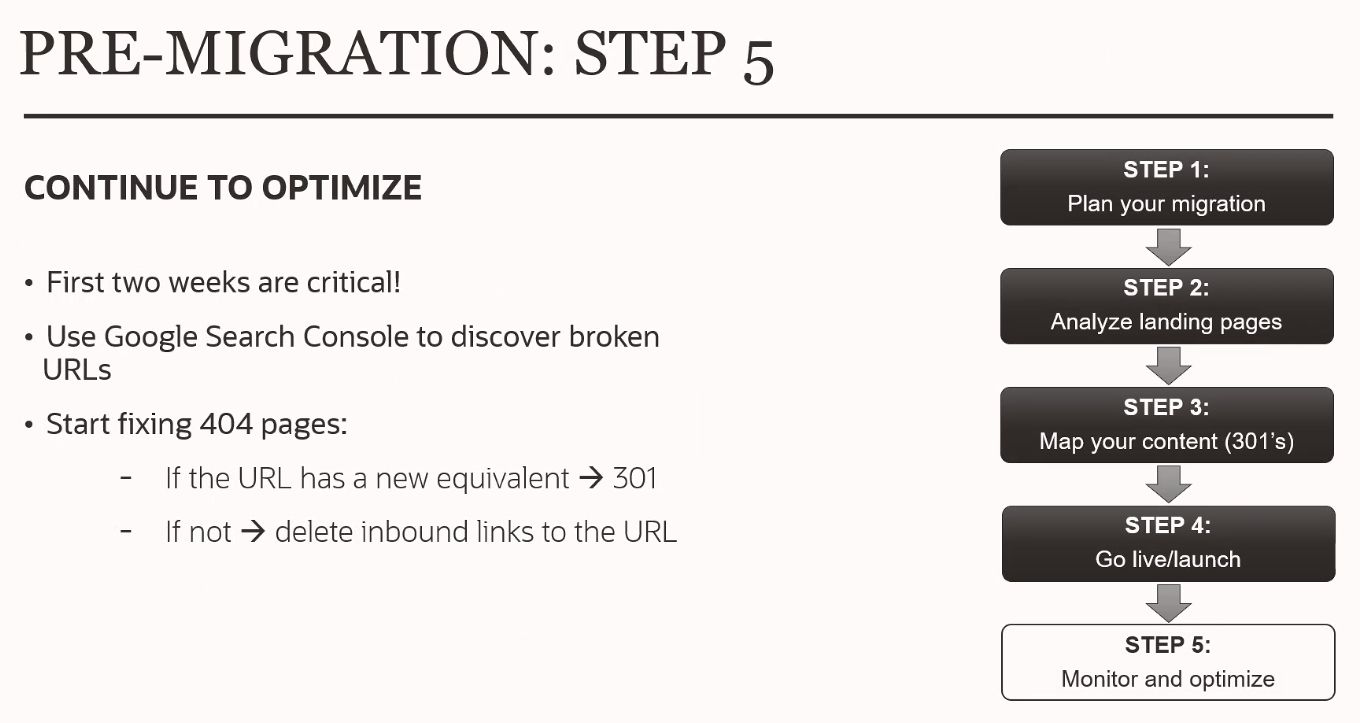 PRE-MIGRATION: STEP 5
CONTINUE TO OPTIMIZE
• First two weeks are critical!
• Use Google Search Console to discover broken
URLs
• Start fixing 404 pages:
- If the URL has a new equivalent → 301
- If not → delete inbound links to the URL
STEP 1:
Plan your migration
STEP 2:
Analyze landing pages
STEP 3:
Map your content (301’s)
STEP 4:
Go live/launch
STEP 5:
Monitor and optimize